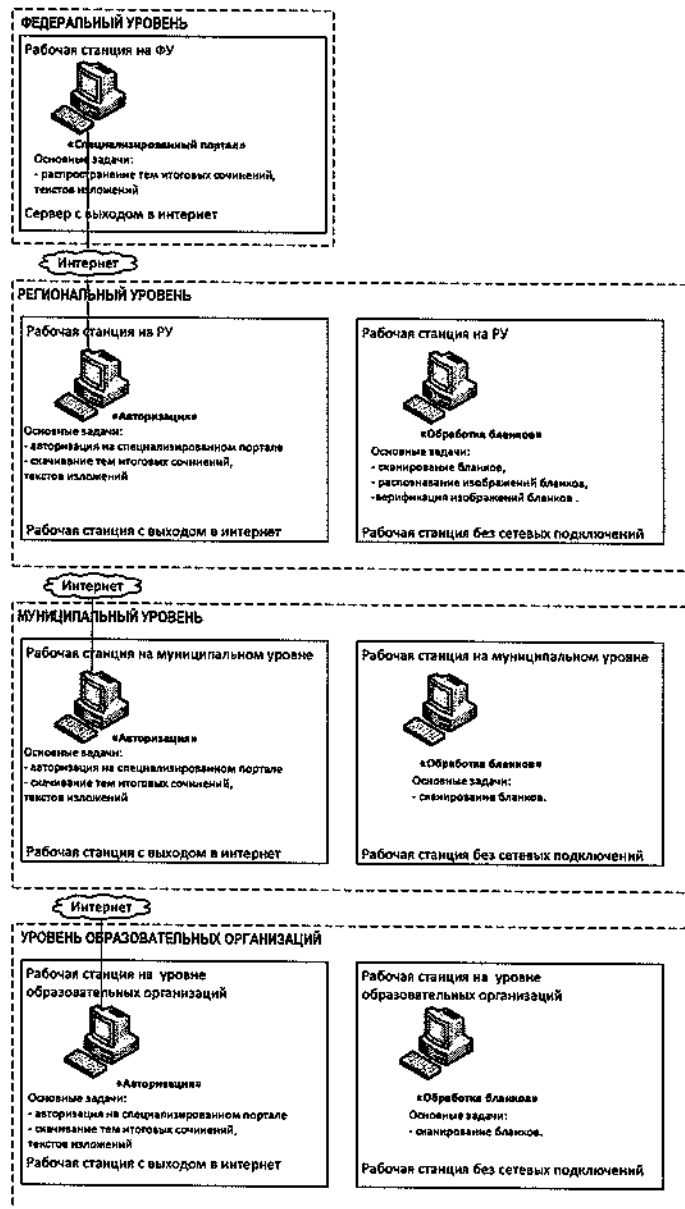 ФЕДЕРАЛЬНЫЙ УРОВЕНЬ
Рабочая станция на ФУ
«Специализированный портал»
Основные задачи:
- распространение тем итоговых сочинений,
текстов изложений
Сервер с выходом в интернет
Интернет
РЕГИОНАЛЬНЫЙ УРОВЕНЬ
Рабочая станция на РУ
«Авторизация»
Основные задачи:
- авторизация на специализированном портале
- скачивание тем итоговых сочинений,
текстов изложений
Рабочая станция с выходом в интернет
Рабочая станция на РУ
«Обработка бланков»
Основные задачи:
- сканирование бланков,
- распознавание изображений бланков,
-верификация изображений бланков .
Рабочая станция без сетевых подключений
Интернет
МУНИЦИПАЛЬНЫЙ УРОВЕНЬ
Рабочая станция на муниципальном уровне
«Авторизация»
Основные задачи:
- авторизация на специализированном портале
- скачивание тем итоговых сочинений,
текстов изложений
Рабочая станция с выходом в интернет
Рабочая станция на муниципальном уровне
«Обработка бланков»
Основные задачи:
- сканирование бланков.
Рабочая станция без сетевых подключений
Интернет
УРОВЕНЬ ОБРАЗОВАТЕЛЬНЫХ ОРГАНИЗАЦИЙ
Рабочая станция на уровне
образовательных организаций
«Авторизация»
Основные задачи:
- авторизация на специализированном портале
- скачивание тем итоговых сочинений,
текстов изложений
Рабочая станция с выходом в интернет
Рабочая станция на уровне
образовательных организаций
«Обработка бланков»
Основные задачи:
- сканирование бланков.
Рабочая станция без сетевых подключений